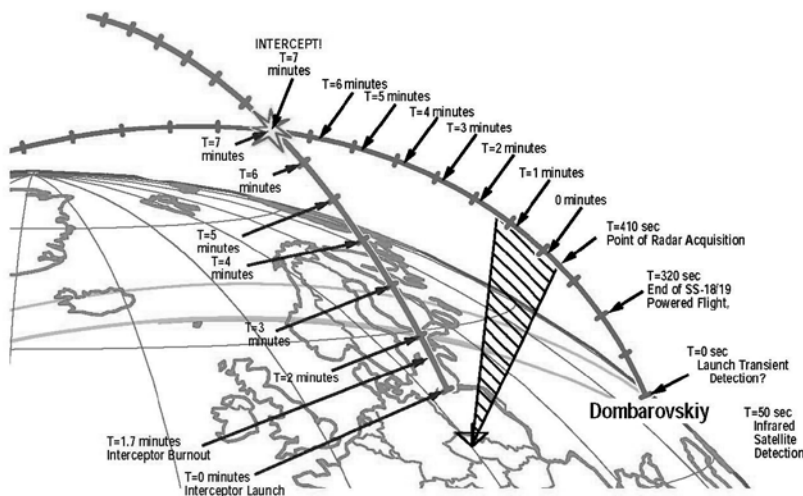 INTERCEPT!
T=7
minutes
T=6 minutes
T=5 minutes
T=4 minutes
T=3 minutes
T=2 minutes
T=1 minutes
0 minutes
T=410 sec
Point of Radar Acquisition
T=320 sec
End of SS-18/19
Powered Flight,
T=0 sec
Launch Transient
Detection?
Dombarovskiy
T=50 sec
Infrared
Satellite
Detection
T=7
minutes
T=6
minutes
T=5
minutes
T=4
minutes
T=3
minutes
T=2 minutes
T=1.7 minutes
Interceptor Burnout
T=0 minutes
Interceptor Launch